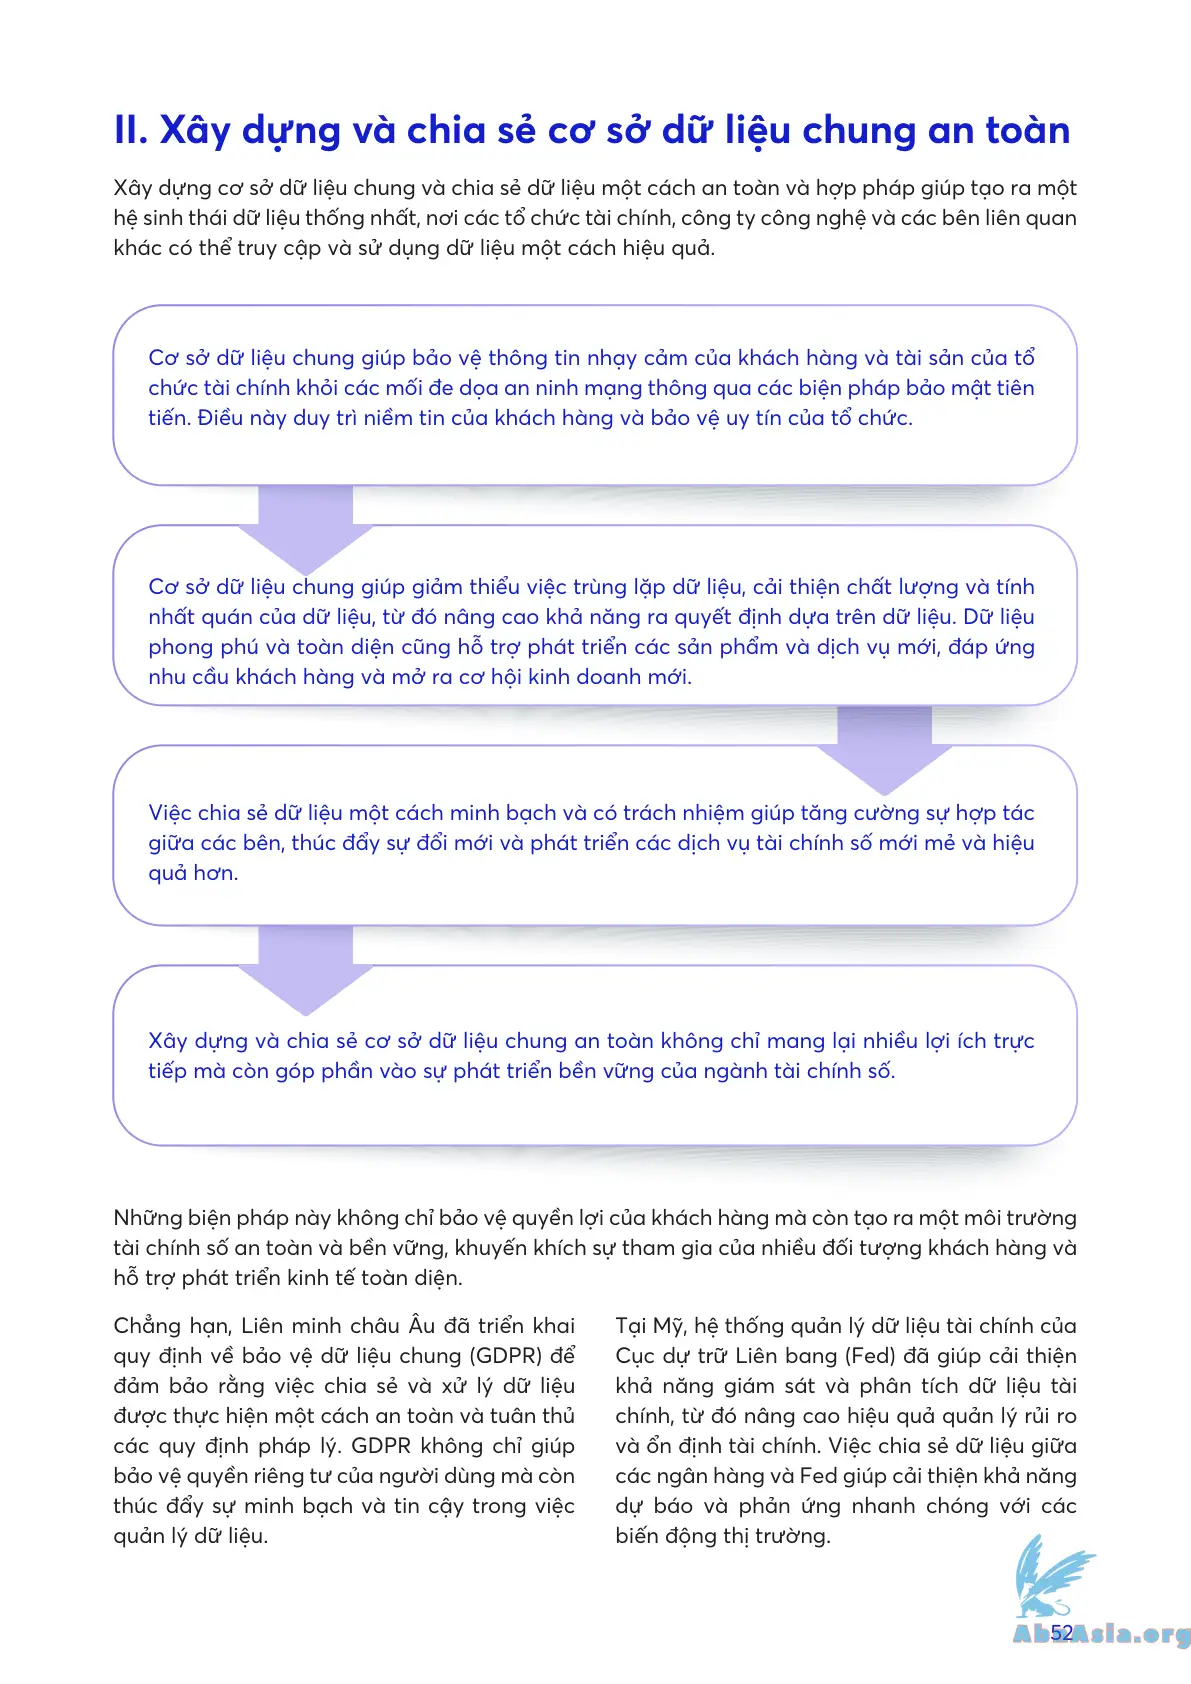 II. Xây dựng và chia sẻ cơ sở dữ liệu chung an toàn
Xây dựng cơ sở dữ liệu chung và chia sẻ dữ liệu một cách an toàn và hợp pháp giúp tạo ra một
hệ sinh thái dữ liệu thống nhất, nơi các tổ chức tài chính, công ty công nghệ và các bên liên quan
khác có thể truy cập và sử dụng dữ liệu một cách hiệu quả.
Cơ sở dữ liệu chung giúp bảo vệ thông tin nhạy cảm của khách hàng và tài sản của tổ
chức tài chính khỏi các mối đe dọa an ninh mạng thông qua các biện pháp bảo mật tiên
tiến. Điều này duy trì niềm tin của khách hàng và bảo vệ uy tín của tổ chức.
Cơ sở dữ liệu chung giúp giảm thiểu việc trùng lặp dữ liệu, cải thiện chất lượng và tính
nhất quán của dữ liệu, từ đó nâng cao khả năng ra quyết định dựa trên dữ liệu. Dữ liệu
phong phú và toàn diện cũng hỗ trợ phát triển các sản phẩm và dịch vụ mới, đáp ứng
nhu cầu khách hàng và mở ra cơ hội kinh doanh mới.
Việc chia sẻ dữ liệu một cách minh bạch và có trách nhiệm giúp tăng cường sự hợp tác
giữa các bên, thúc đẩy sự đổi mới và phát triển các dịch vụ tài chính số mới mẻ và hiệu
quả hơn.
Xây dựng và chia sẻ cơ sở dữ liệu chung an toàn không chỉ mang lại nhiều lợi ích trực
tiếp mà còn góp phần vào sự phát triển bền vững của ngành tài chính số.
Những biện pháp này không chỉ bảo vệ quyền lợi của khách hàng mà còn tạo ra một môi trường
tài chính số an toàn và bền vững, khuyến khích sự tham gia của nhiều đối tượng khách hàng và
hỗ trợ phát triển kinh tế toàn diện.
Chẳng hạn, Liên minh châu Âu đã triển khai
quy định về bảo vệ dữ liệu chung (GDPR) để
đảm bảo rằng việc chia sẻ và xử lý dữ liệu
được thực hiện một cách an toàn và tuân thủ
các quy định pháp lý. GDPR không chỉ giúp
bảo vệ quyền riêng tư của người dùng mà còn
thúc đẩy sự minh bạch và tin cậy trong việc
quản lý dữ liệu.
Tại Mỹ, hệ thống quản lý dữ liệu tài chính của
Cục dự trữ Liên bang (Fed) đã giúp cải thiện
khả năng giám sát và phân tích dữ liệu tài
chính, từ đó nâng cao hiệu quả quản lý rủi ro
và ổn định tài chính. Việc chia sẻ dữ liệu giữa
các ngân hàng và Fed giúp cải thiện khả năng
dự báo và phản ứng nhanh chóng với các
biến động thị trường.
52